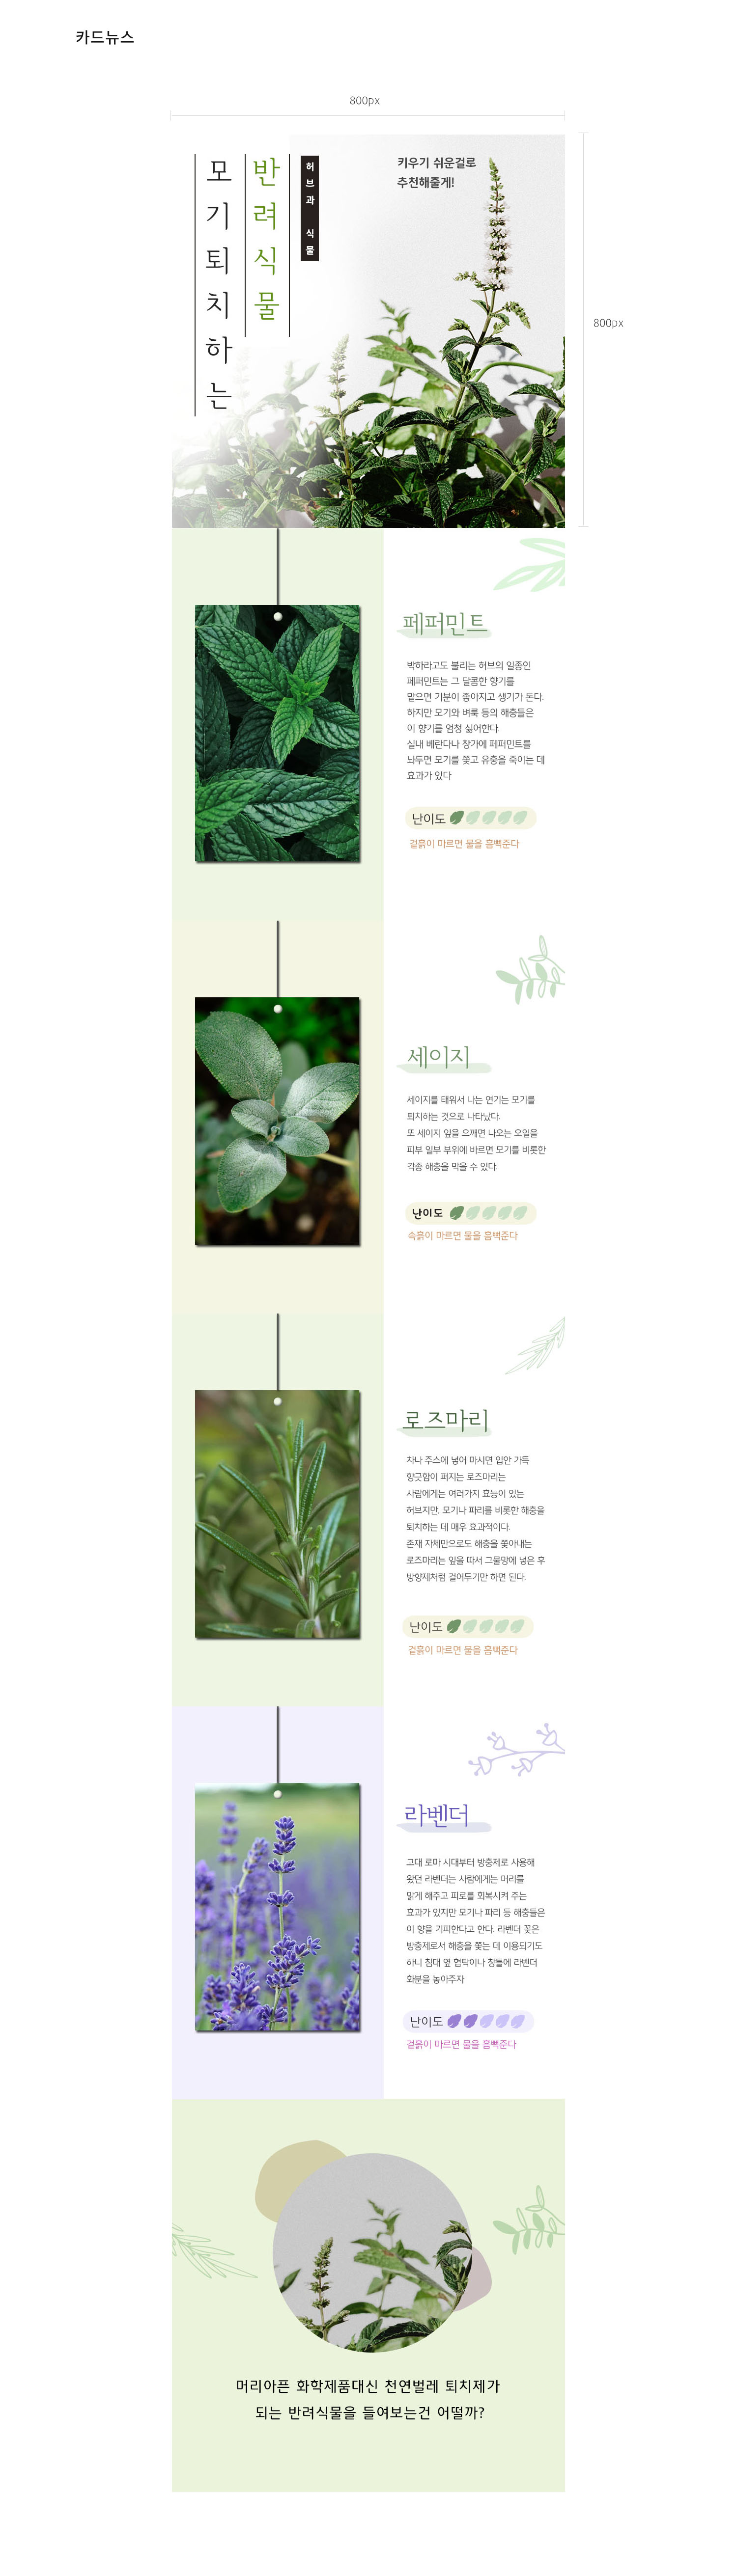 카드뉴스
800px
800px
허브과 식물
반려식물
모기퇴치하는
키우기 쉬운걸로
추천해줄게!
페퍼민트
박하라고도 불리는 허브의 일종인
페퍼민트는 그 달콤한 향기를
맡으면 기분이 좋아지고 생기가 돈다.
하지만 모기와 벼룩 등의 해충들은
이 향기를 엄청 싫어한다.
실내 베란다나 창가에 페퍼민트를
놔두면 모기를 쫓고 유충을 죽이는 데
효과가 있다
난이도
겉흙이 마르면 물을 흠뻑준다
세이지
세이지를 태워서 나는 연기는 모기를
퇴치하는 것으로 나타났다.
또 세이지 잎을 으깨면 나오는 오일을
피부 일부 부위에 바르면 모기를 비롯한
각종 해충을 막을 수 있다.
난이도
속흙이 마르면 물을 흠뻑준다
로즈마리
차나 주스에 넣어 마시면 입안 가득
향긋함이 퍼지는 로즈마리는
사람에게는 여러가지 효능이 있는
허브지만, 모기나 파리를 비롯한 해충을
퇴치하는 데 매우 효과적이다.
존재 자체만으로도 해충을 쫓아내는
로즈마리는 잎을 따서 그물망에 넣은 후
방향제처럼 걸어두기만 하면 된다.
난이도
겉흙이 마르면 물을 흠뻑준다
라벤더
고대 로마 시대부터 방충제로 사용해
왔던 라벤더는 사람에게는 머리를
맑게 해주고 피로를 회복시켜 주는
효과가 있지만 모기나 파리 등 해충들은
이 향을 기피한다고 한다. 라벤더 꽃은
방충제로서 해충을 쫓는 데 이용되기도
하니 침대 옆 협탁이나 창틀에 라벤더
화분을 놓아주자
난이도
겉흙이 마르면 물을 흠뻑준다
머리아픈 화학제품대신 천연벌레 퇴치제가
되는 반려식물을 들여보는건 어떨까?